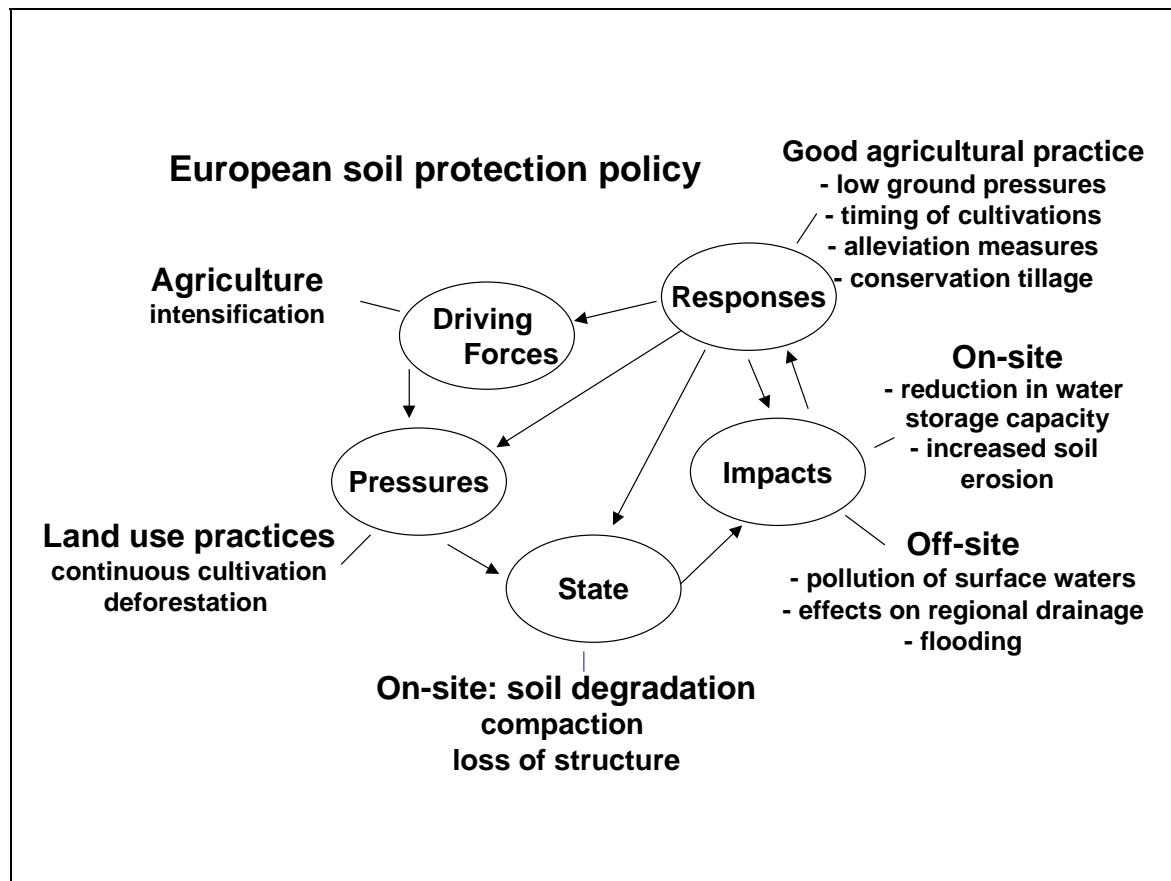 European soil protection policy
Good agricultural practice
- low ground pressures
- timing of cultivations
- alleviation measures
- conservation tillage
Agriculture
intensification
Driving
Forces
Responses
On-site
- reduction in water
storage capacity
- increased soil
erosion
Pressures
Impacts
Land use practices
continuous cultivation
deforestation
State
Off-site
- pollution of surface waters
- effects on regional drainage
- flooding
On-site: soil degradation
compaction
loss of structure